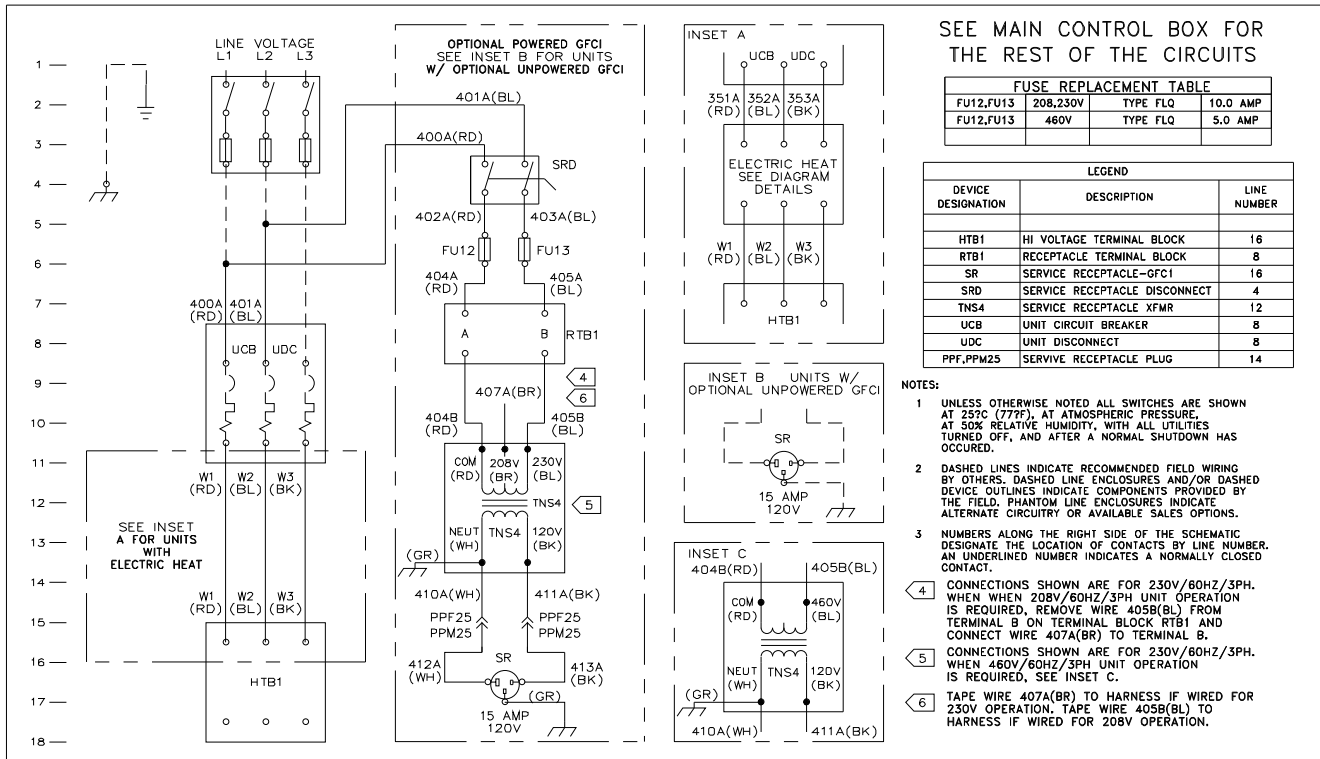 LINE VOLTAGE
L1 L2 L3
1
2
3
4
5
6
7
8
9
10
11
12
13
14
15
16
17
18
400A 401A
(RD) (BL)
UCB UDC
W1 W2 W3
(RD) (BL) (BK)
SEE INSET
A FOR UNITS
WITH
ELECTRIC HEAT
W1 W2 W3
(RD) (BL) (BK)
HTB1
OPTIONAL POWERED GFCI
SEE INSET B FOR UNITS
W/ OPTIONAL UNPOWERED GFCI
401A(BL)
400A(RD)
SRD
402A(RD) 403A(BL)
FU12 FU13
404A 405A
(RD) (BL)
A B RTB1
4
407A(BR) 6
404B 405B
(RD) (BL)
COM 208V 230V
(RD) (BR) (BL)
TNS4 5
NEUT TNS4 120V
(WH) (BK)
(GR)
410A(WH) 411A(BK)
PPF25 PPF25
PPM25 PPM25
412A SR 413A
(WH) (BK)
(GR)
15 AMP
120V
INSET A
UCB UDC
351A 352A 353A
(RD) (BL) (BK)
ELECTRIC HEAT
SEE DIAGRAM
DETAILS
W1 W2 W3
(RD) (BL) (BK)
HTB1
INSET B UNITS W/
OPTIONAL UNPOWERED GFCI
SR
15 AMP
120V
INSET C
404B(RD) 405B(BL)
COM 460V
(RD) (BL)
NEUT TNS4 120V
(WH) (BK)
(GR)
410A(WH) 411A(BK)
SEE MAIN CONTROL BOX FOR
THE REST OF THE CIRCUITS
FUSE REPLACEMENT TABLE
FU12,FU13 208,230V TYPE FLQ 10.0 AMP
FU12,FU13 460V TYPE FLQ 5.0 AMP
LEGEND
DEVICE DESCRIPTION LINE
DESIGNATION NUMBER
HTB1 HI VOLTAGE TERMINAL BLOCK 16
RTB1 RECEPTACLE TERMINAL BLOCK 8
SR SERVICE RECEPTACLE-GFC1 16
SRD SERVICE RECEPTACLE DISCONNECT 4
TNS4 SERVICE RECEPTACLE XFMR 12
UCB UNIT CIRCUIT BREAKER 8
UDC UNIT DISCONNECT 8
PPF,PPM25 SERVIVE RECEPTACLE PLUG 14
NOTES:
1 UNLESS OTHERWISE NOTED ALL SWITCHES ARE SHOWN
AT 25?C (77?F), AT ATMOSPHERIC PRESSURE,
AT 50% RELATIVE HUMIDITY, WITH ALL UTILITIES
TURNED OFF, AND AFTER A NORMAL SHUTDOWN HAS
OCCURED.
2 DASHED LINES INDICATE RECOMMENDED FIELD WIRING
BY OTHERS. DASHED LINE ENCLOSURES AND/OR DASHED
DEVICE OUTLINES INDICATE COMPONENTS PROVIDED BY
THE FIELD. PHANTOM LINE ENCLOSURES INDICATE
ALTERNATE CIRCUITRY OR AVAILABLE SALES OPTIONS.
3 NUMBERS ALONG THE RIGHT SIDE OF THE SCHEMATIC
DESIGNATE THE LOCATION OF CONTACTS BY LINE NUMBER.
AN UNDERLINED NUMBER INDICATES A NORMALLY CLOSED
CONTACT.
4 CONNECTIONS SHOWN ARE FOR 230V/60HZ/3PH.
WHEN WHEN 208V/60HZ/3PH UNIT OPERATION
IS REQUIRED, REMOVE WIRE 405B(BL) FROM
TERMINAL B ON TERMINAL BLOCK RTB1 AND
CONNECT WIRE 407A(BR) TO TERMINAL B.
5 CONNECTIONS SHOWN ARE FOR 230V/60HZ/3PH.
WHEN 460V/60HZ/3PH UNIT OPERATION
IS REQUIRED, SEE INSET C.
6 TAPE WIRE 407A(BR) TO HARNESS IF WIRED FOR
230V OPERATION. TAPE WIRE 405B(BL) TO
HARNESS IF WIRED FOR 208V OPERATION.